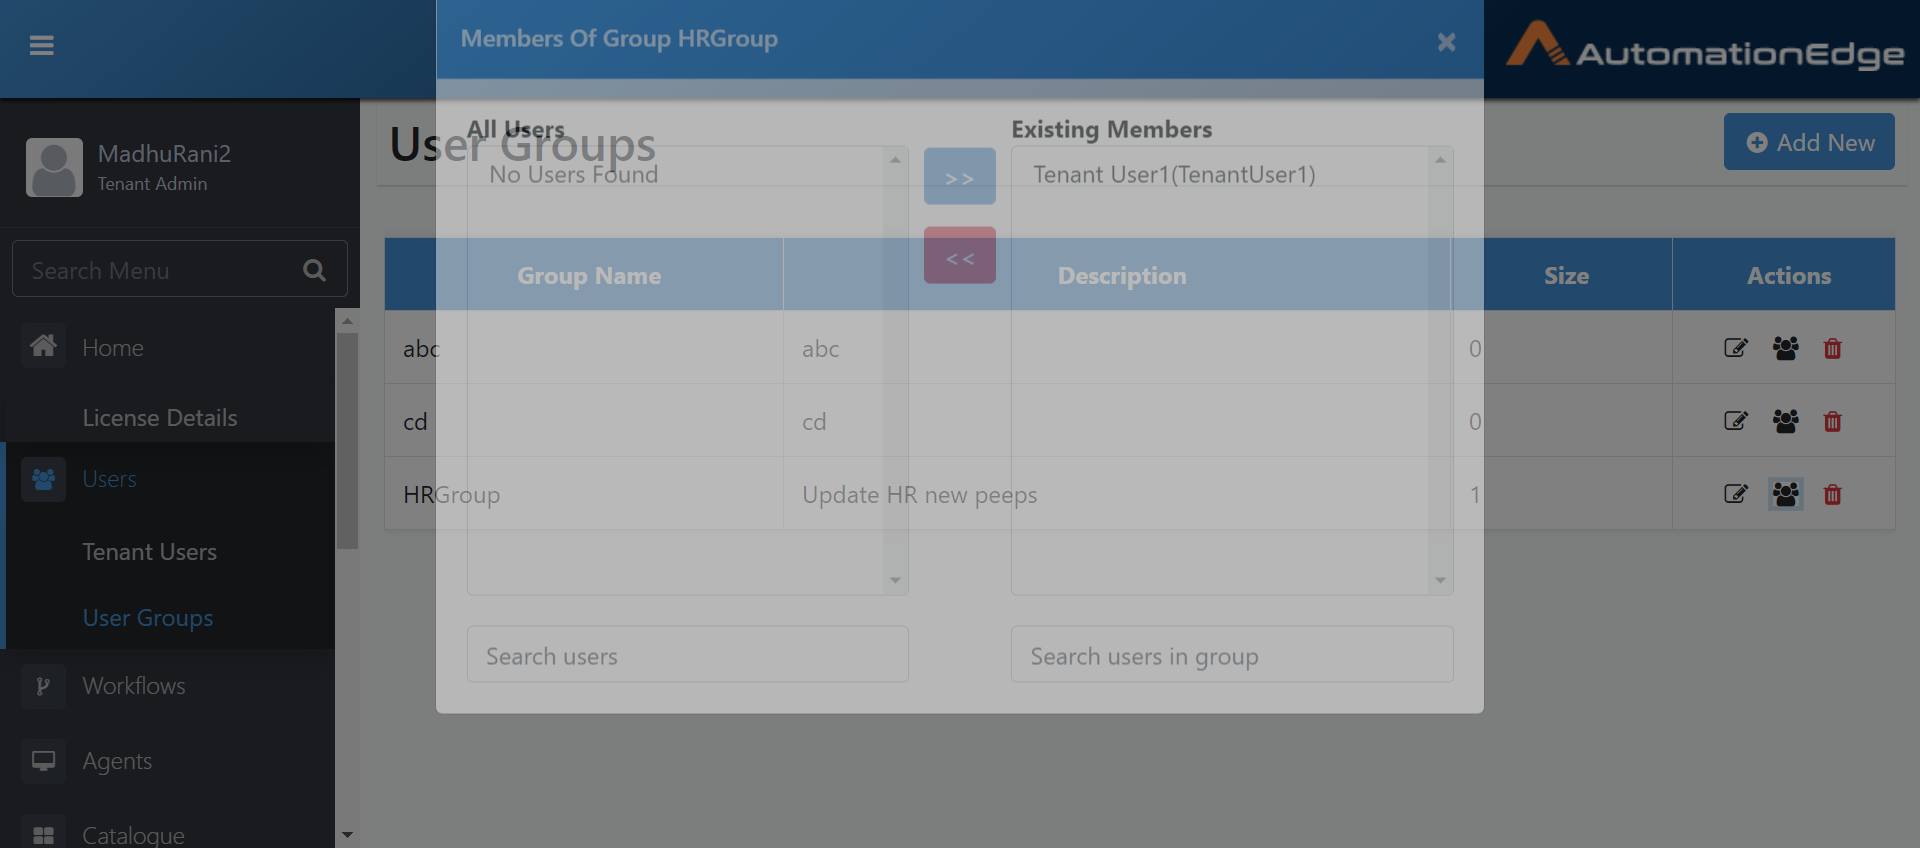 Members Of Group HRGroup
×
AutomationEdge
MadhuRani2
Tenant Admin
Search Menu
Home
License Details
Users
Tenant Users
User Groups
Workflows
Agents
Catalogue
User Groups
Add New
All Users
No Users Found
>>
<<
Existing Members
Tenant User1(TenantUser1)
Group Name Description Size Actions
abc abc 0
cd cd 0
HRGroup Update HR new peeps 1
Search users
Search users in group